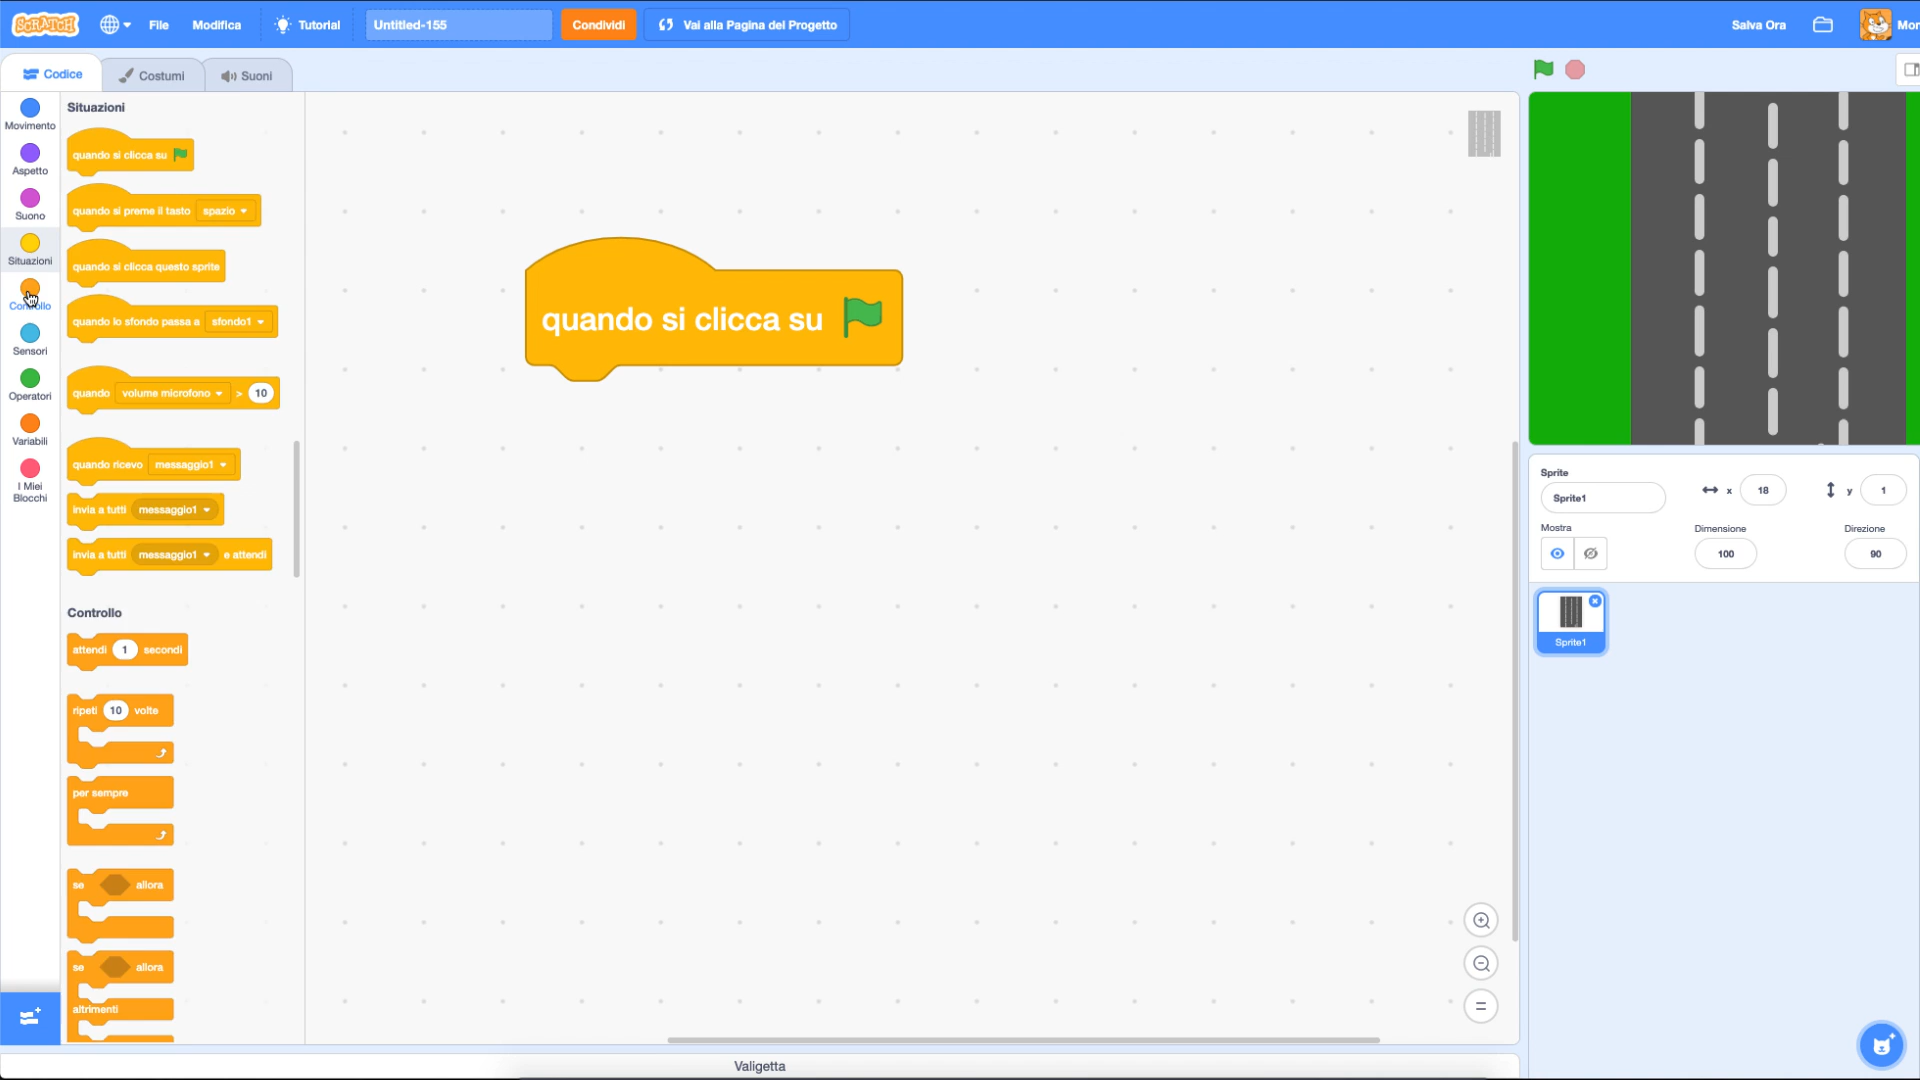 SCRATCH
File
Modifica
Tutorial
Untitled-155
Condividi
Vai alla Pagina del Progetto
Salva Ora
Mor
Codice
Costumi
Suoni
Movimento
Aspetto
Suono
Situazioni
Controllo
Sensori
Operatori
Variabili
I Miei
Blocchi
Situazioni
quando si clicca su
quando si preme il tasto spazio
quando si clicca questo sprite
quando lo sfondo passa a sfondo1
quando volume microfono > 10
quando ricevo messaggio1
invia a tutti messaggio1
invia a tutti messaggio1 e attendi
Controllo
attendi 1 secondi
ripeti 10 volte
per sempre
se allora
se allora
altrimenti
quando si clicca su
Valigetta
Sprite
Sprite1
x 18
y 1
Mostra
Dimensione
100
Direzione
90
Sprite1